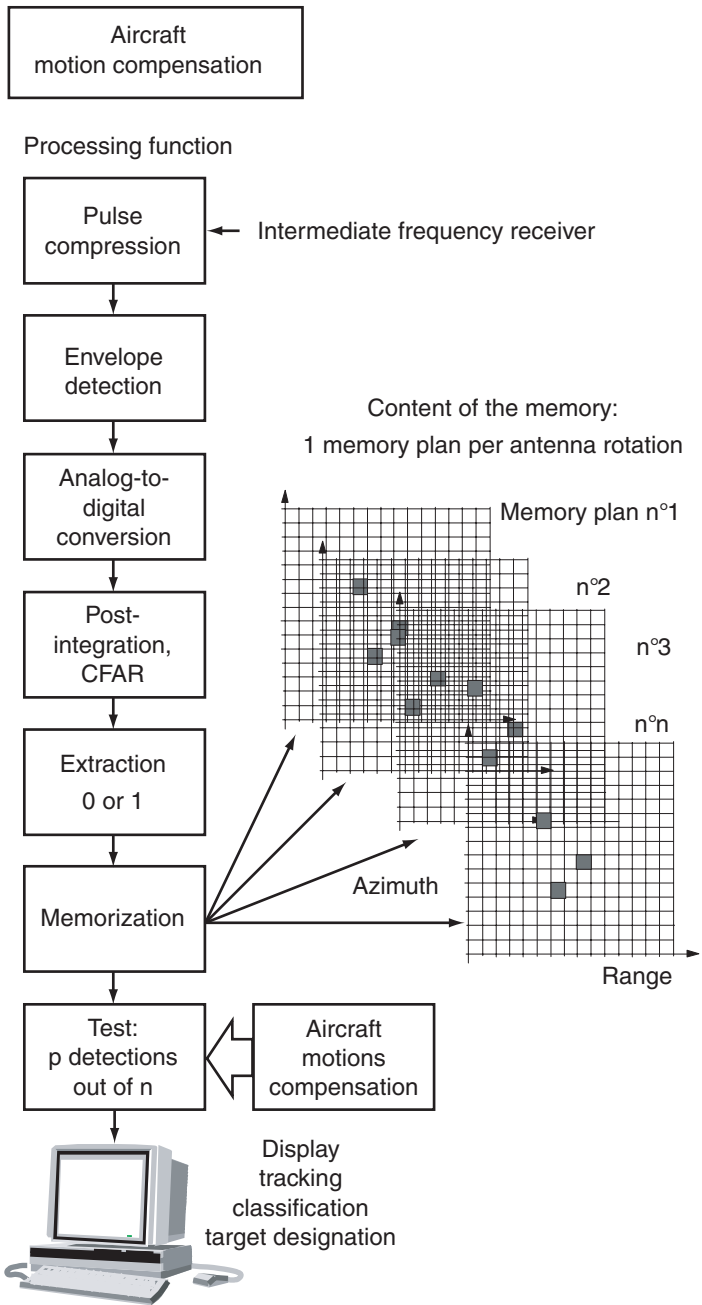 Aircraft
motion compensation
Processing function
Pulse
compression
Intermediate frequency receiver
Envelope
detection
Content of the memory:
1 memory plan per antenna rotation
Analog-to-
digital
conversion
Memory plan n°1
n°2
n°3
n°n
Post-
integration,
CFAR
Extraction
0 or 1
Memorization
Azimuth
Range
Test:
p detections
out of n
Aircraft
motions
compensation
Display
tracking
classification
target designation